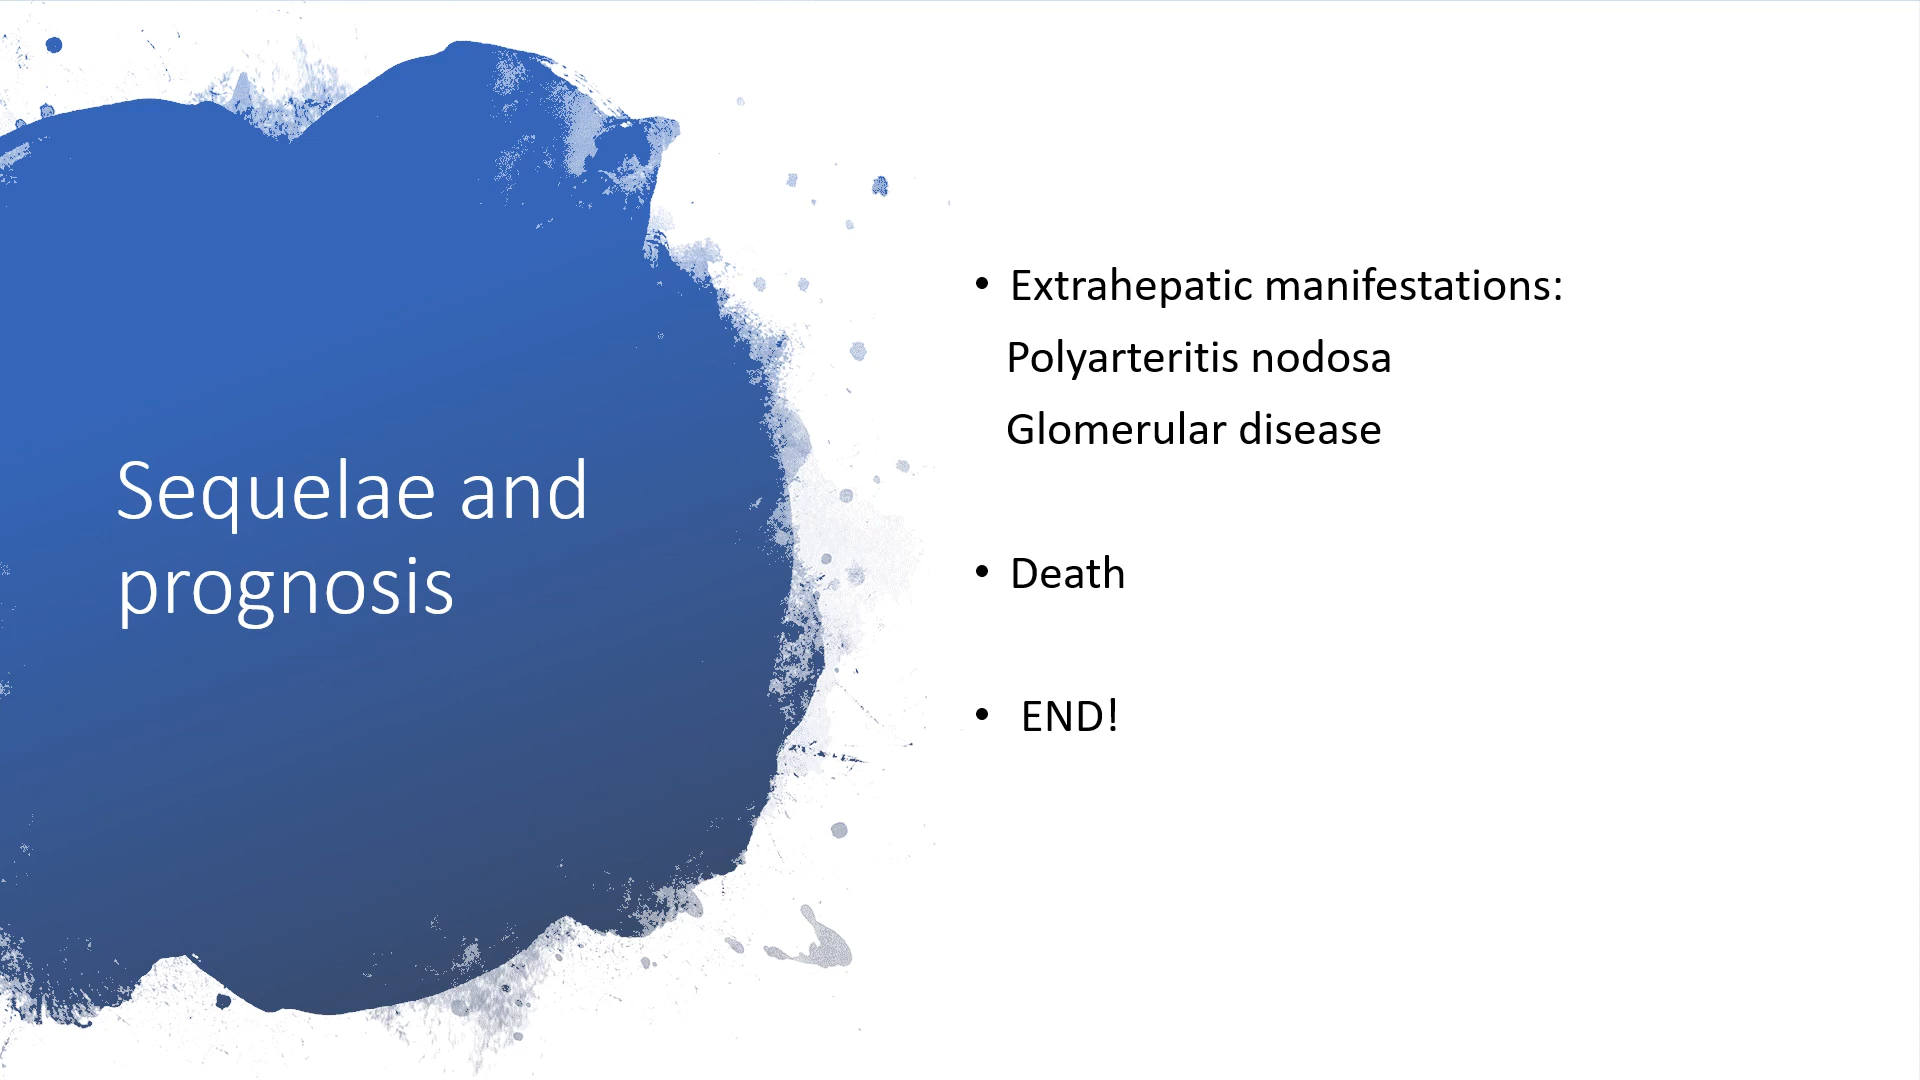 Sequelae and
prognosis
• Extrahepatic manifestations:
Polyarteritis nodosa
Glomerular disease
• Death
• END!